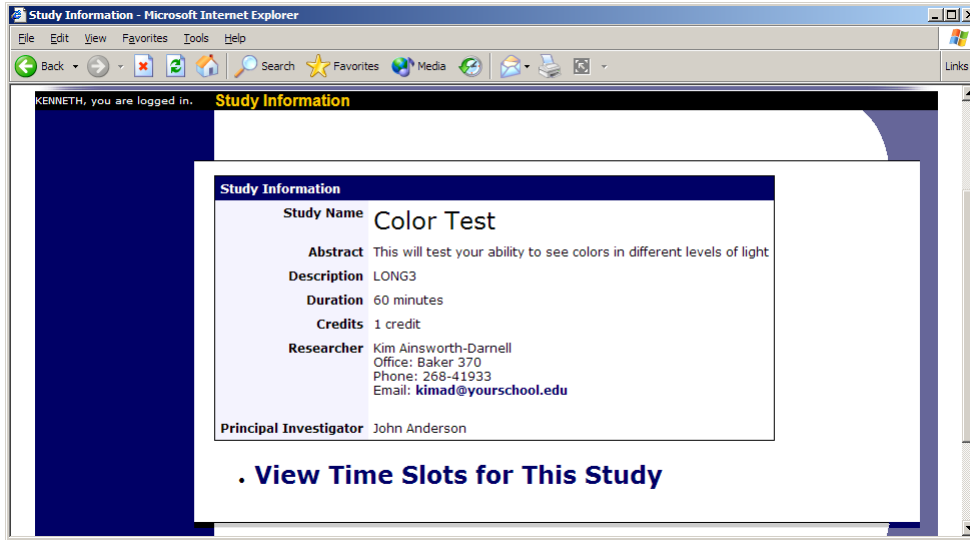 Study Information - Microsoft Internet Explorer
File Edit View Favorites Tools Help
Back Search Favorites Media Links
KENNETH, you are logged in. Study Information
Study Information
Study Name Color Test
Abstract This will test your ability to see colors in different levels of light
Description LONG3
Duration 60 minutes
Credits 1 credit
Researcher Kim Ainsworth-Darnell
Office: Baker 370
Phone: 268-41933
Email: kimad@yourschool.edu
Principal Investigator John Anderson
• View Time Slots for This Study